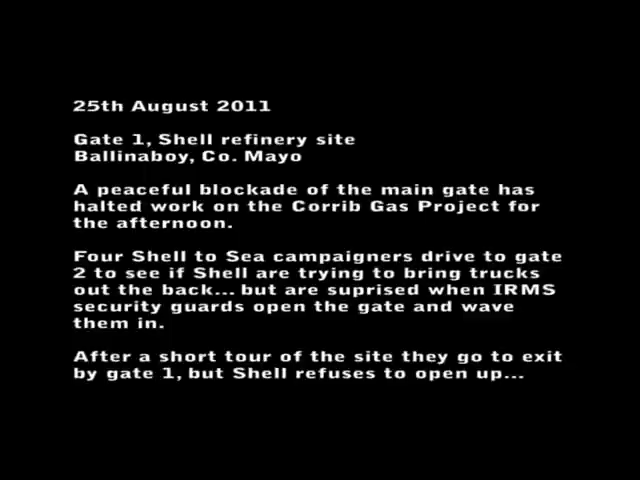 25th August 2011
Gate 1, Shell refinery site
Ballinaboy, Co. Mayo
A peaceful blockade of the main gate has
halted work on the Corrib Gas Project for
the afternoon.
Four Shell to Sea campaigners drive to gate
2 to see if Shell are trying to bring trucks
out the back... but are suprised when IRMS
security guards open the gate and wave
them in.
After a short tour of the site they go to exit
by gate 1, but Shell refuses to open up...